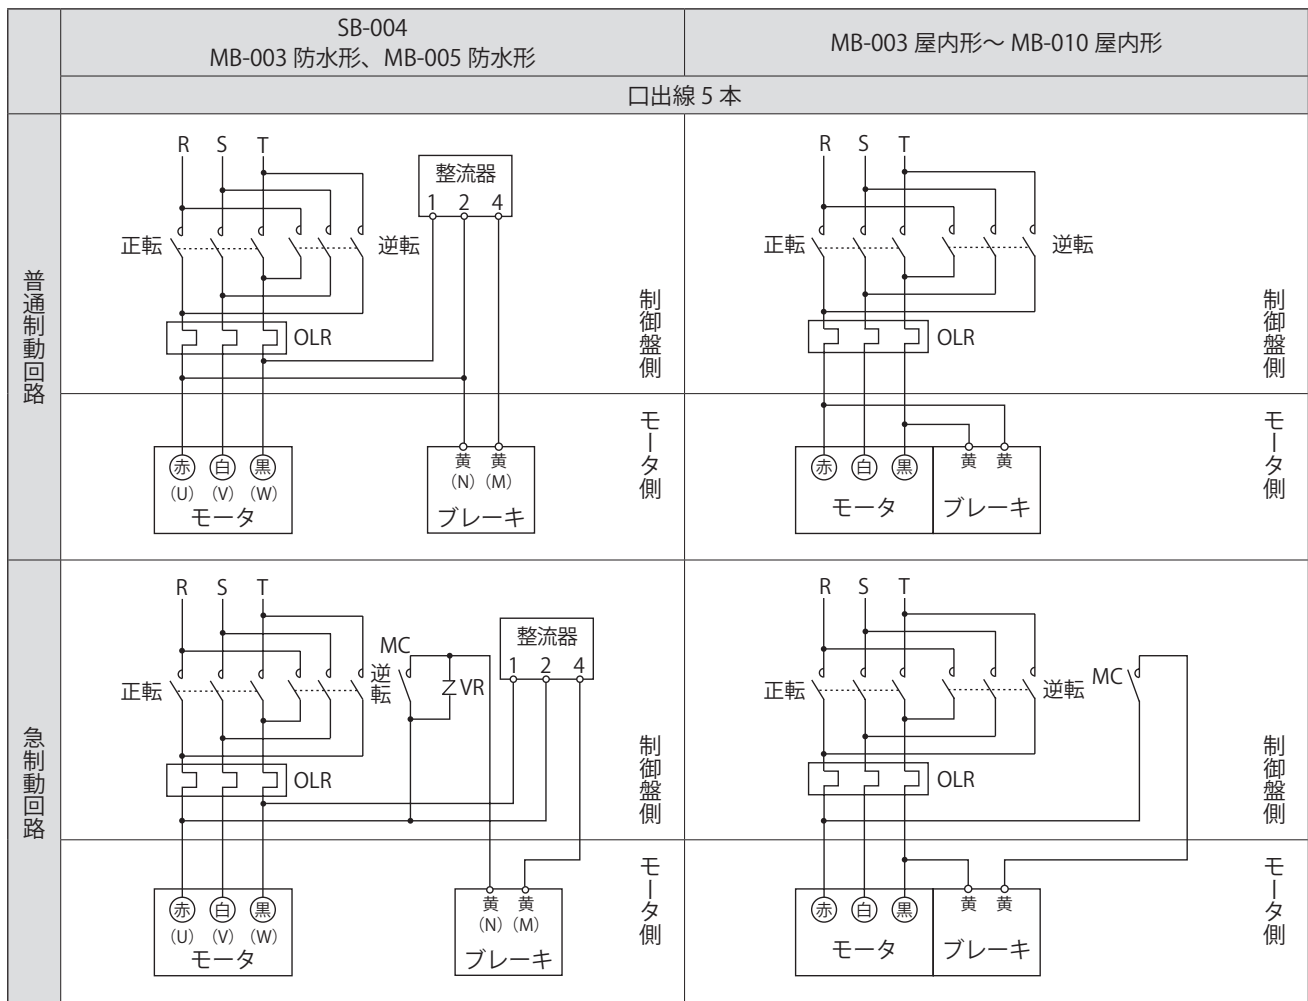 SB-004
MB-003 防水形、MB-005 防水形
MB-003 屋内形〜 MB-010 屋内形
口出線 5 本
普通制動回路
R S T
整流器
1 2 4
正転
逆転
OLR
制御盤側
モータ側
赤 白 黒
(U) (V) (W)
モータ
黄 黄
(N) (M)
ブレーキ
R S T
正転
逆転
OLR
制御盤側
モータ側
赤 白 黒
モータ
黄 黄
ブレーキ
急制動回路
R S T
正転
逆転
MC
VR
整流器
1 2 4
OLR
制御盤側
モータ側
赤 白 黒
(U) (V) (W)
モータ
黄 黄
(N) (M)
ブレーキ
R S T
正転
逆転
MC
OLR
制御盤側
モータ側
赤 白 黒
モータ
黄 黄
ブレーキ